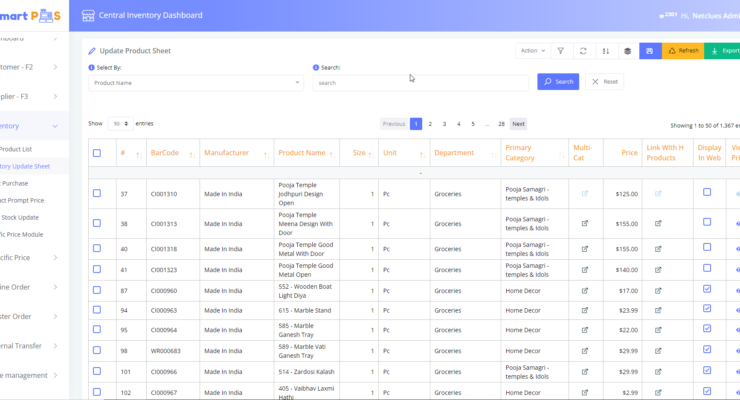 mart POS
Central Inventory Dashboard
Hi, Netclues Admi
Update Product Sheet
Action
Refresh
Export
Select By:
Search:
Product Name
search
Search
Reset
Show 50 entries
Previous 1 2 3 4 5 ... 28 Next
Showing 1 to 50 of 1,367 en
shboard
stomer - F2
pplier - F3
entory
Product List
tory Update Sheet
Purchase
ct Prompt Price
Stock Update
fic Price Module
cific Price
ine Order
ster Order
ernal Transfer
e management
# BarCode Manufacturer Product Name Size Unit Department Primary Category Multi-Cat Price Link With H Products Display In Web Vie Pri
-
37 CI001310 Made In India Pooja Temple Jodhpuri Design Open 1 Pc Groceries Pooja Samagri - temples & Idols $125.00
38 CI001313 Made In India Pooja Temple Meena Design With Door 1 Pc Groceries Pooja Samagri - temples & Idols $155.00
40 CI001318 Made In India Pooja Temple Good Metal With Door 1 Pc Groceries Pooja Samagri - temples & Idols $155.00
41 CI001323 Made In India Pooja Temple Good Metal Open 1 Pc Groceries Pooja Samagri - temples & Idols $140.00
87 CI000960 Made In India 552 - Wooden Boat Light Diya 1 Pc Groceries Home Decor $17.00
94 CI000963 Made In India 615 - Marble Stand 1 Pc Groceries Home Decor $23.99
95 CI000964 Made In India 585 - Marble Ganesh Tray 1 Pc Groceries Home Decor $22.00
98 WR000683 Made In India 589 - Marble Vati Ganesh Tray 1 Pc Groceries Home Decor $29.99
101 CI000966 Made In India 514 - Zardosi Kalash 1 Pc Groceries Pooja Samagri - temples & Idols $29.99
102 CI000967 Made In India 405 - Vaibhav Laxmi Hathi 1 Pc Groceries Home Decor $2.99